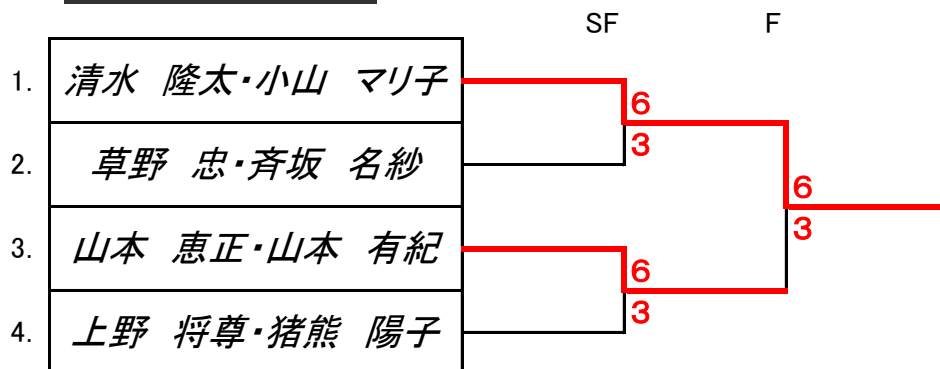 SF F
1. 清水 隆太・小山 マリ子
6
3
2. 草野 忠・斉坂 名紗
6
3
3. 山本 恵正・山本 有紀
6
3
4. 上野 将尊・猪熊 陽子